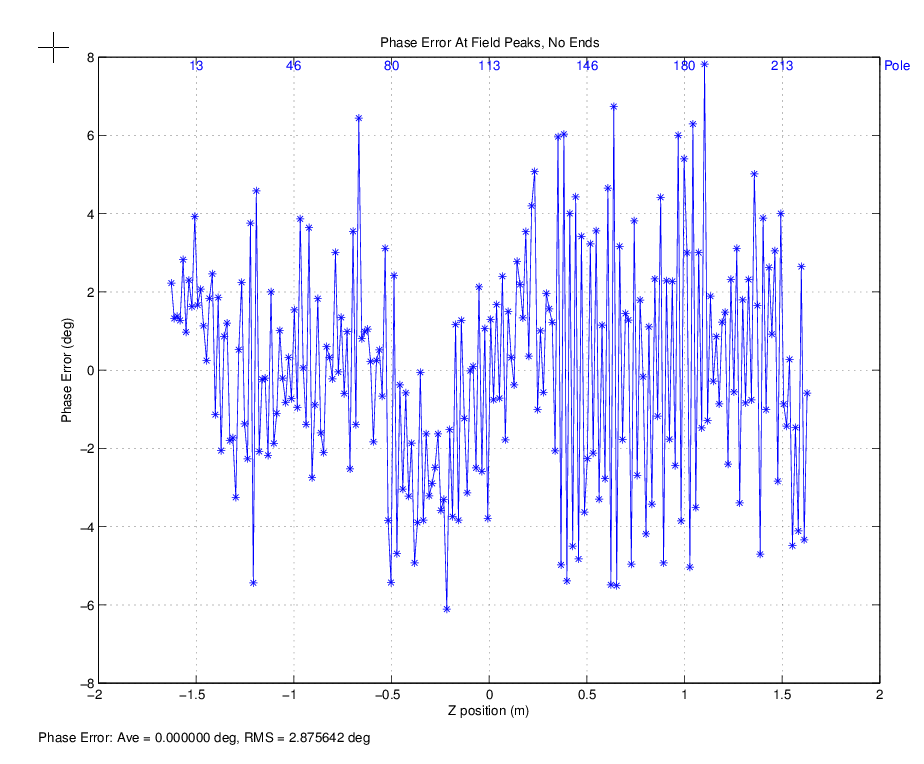 Phase Error At Field Peaks, No Ends
13 46 80 113 146 180 213 Pole
8
6
4
2
0
−2
−4
−6
−8
Phase Error (deg)
−2 −1.5 −1 −0.5 0 0.5 1 1.5 2
Z position (m)
Phase Error: Ave = 0.000000 deg, RMS = 2.875642 deg